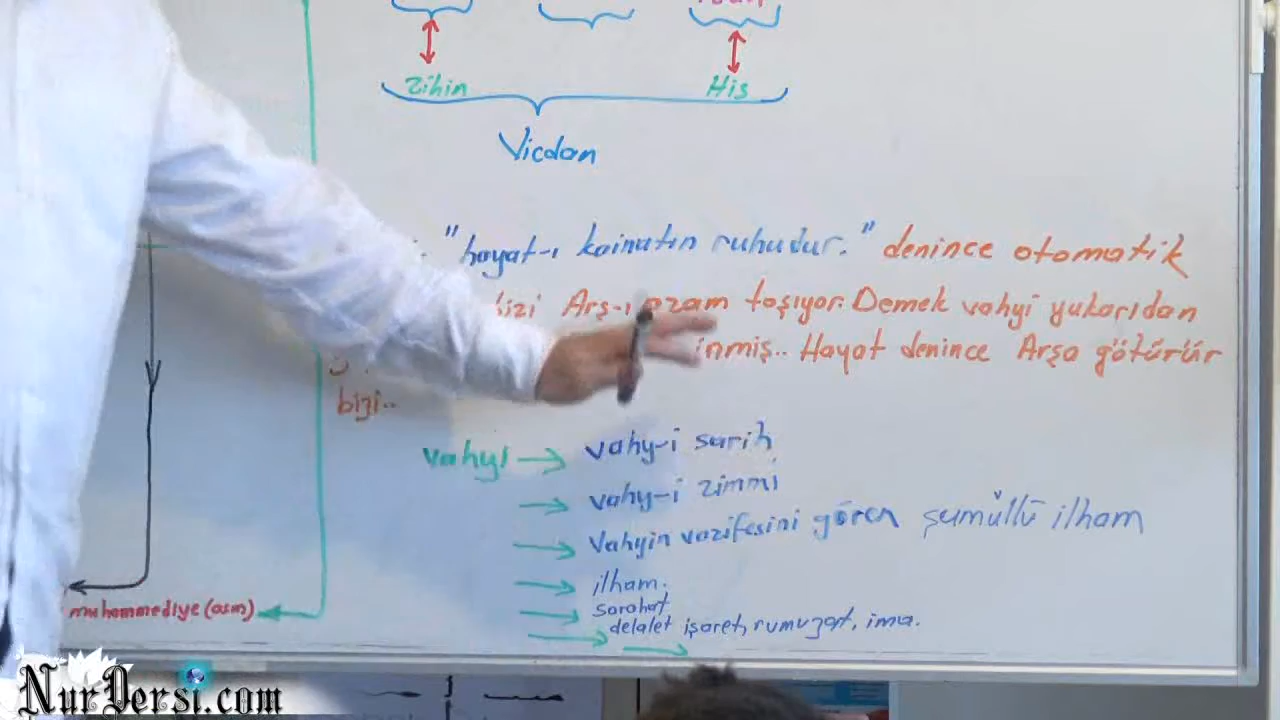 Zihin His
Vicdan
"hayat-ı kainatın ruhudur." denince otomatik
bizi Arş-ı azam taşıyor. Demek vahyi yukarıdan
inmiş.. Hayat denince Arşa götürür
bizi..
vahyi → vahy-i sarih
→ vahy-i zımmi
→ Vahyin vazifesini gören şümüllü ilham
→ ilham.
→ sarahat
→ delalet işaret, rumuzat, ima.
muhammediye (asm)
NurDersi.com